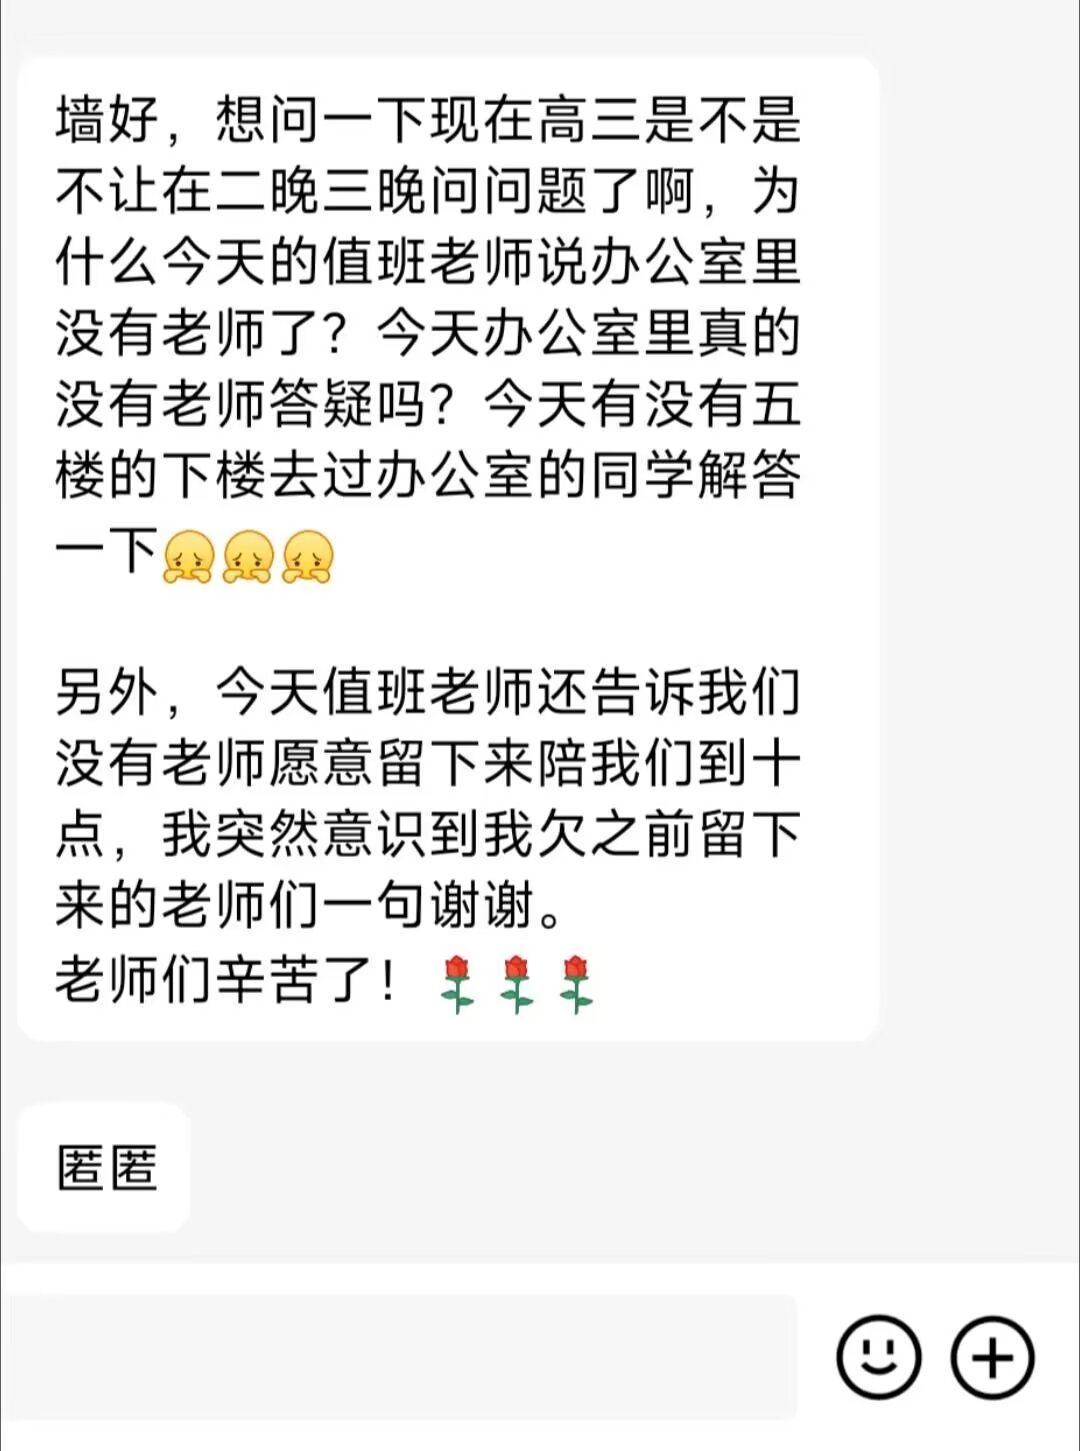 墙好，想问一下现在高三是不是
不让在二晚三晚问问题了啊，为
什么今天的值班老师说办公室里
没有老师了？今天办公室里真的
没有老师答疑吗？今天有没有五
楼的下楼去过办公室的同学解答
一下
另外，今天值班老师还告诉我们
没有老师愿意留下来陪我们到十
点，我突然意识到我欠之前留下
来的老师们一句谢谢。
老师们辛苦了！🌹🌹🌹
匿匿